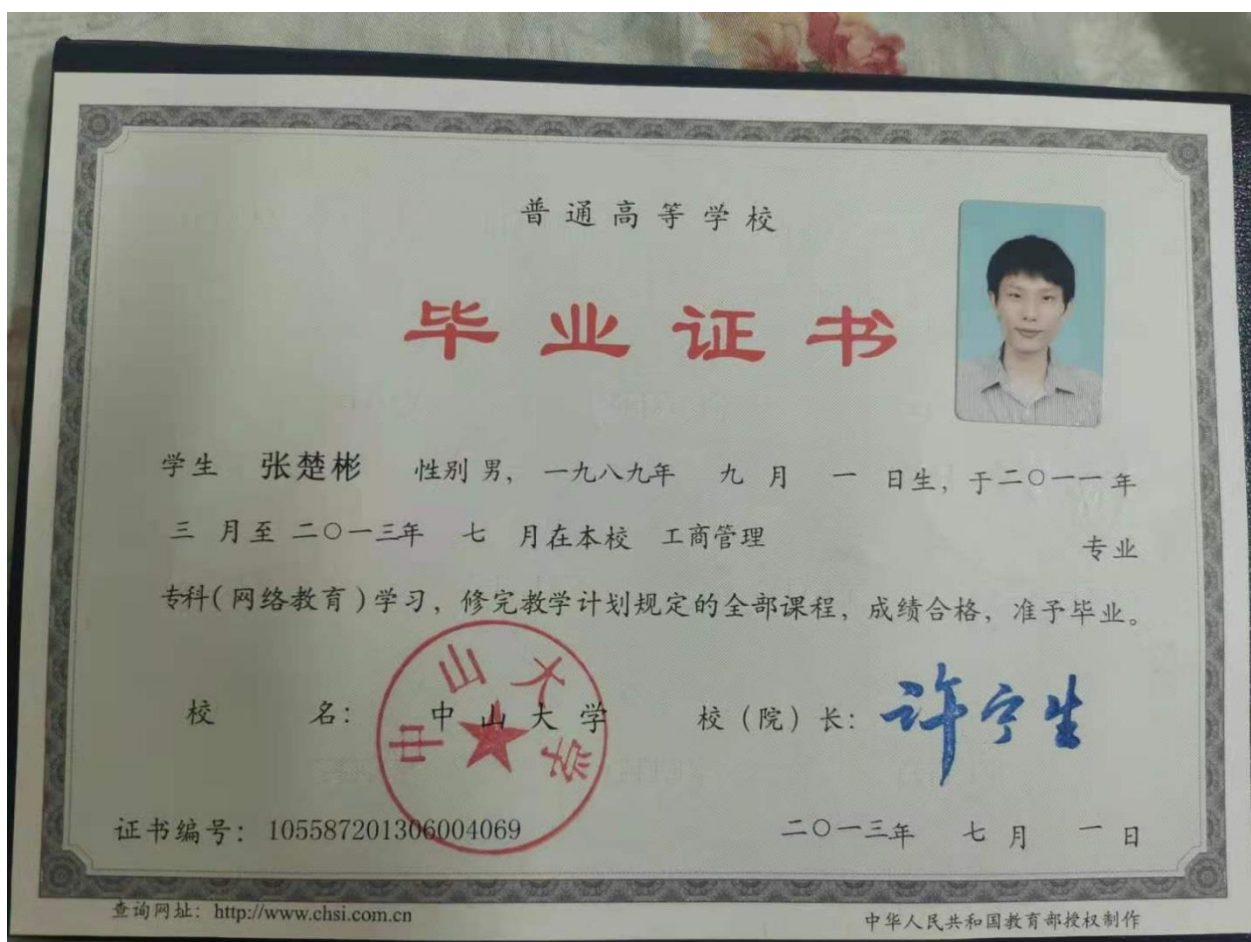 普通高等学校
毕业证书
学生 张楚彬 性别 男, 一九八九年 九 月 一 日生, 于二〇一一年
三 月至 二〇一三年 七 月在本校 工商管理 专业
专科(网络教育)学习, 修完教学计划规定的全部课程, 成绩合格, 准予毕业。
校 名: 中山大学 校(院)长: 许宁生
中山大学
证书编号: 105587201306004069 二〇一三年 七 月 一 日
查询网址: http://www.chsi.com.cn 中华人民共和国教育部授权制作